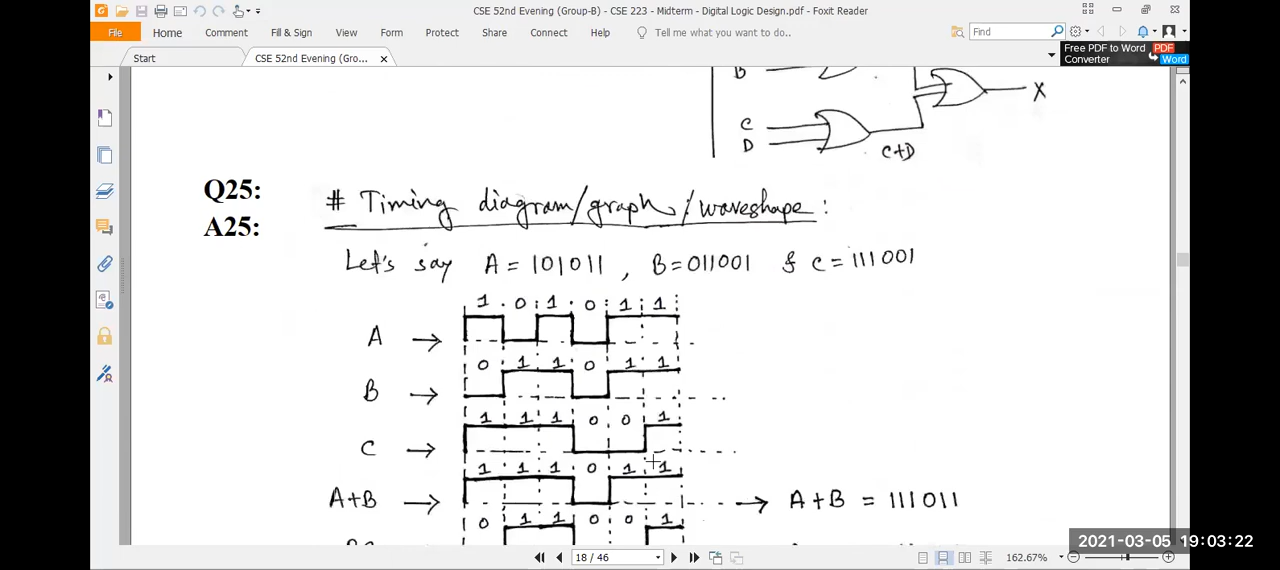 CSE 52nd Evening (Group-B) - CSE 223 - Midterm - Digital Logic Design.pdf - Foxit Reader
File Home Comment Fill & Sign View Form Protect Share Connect Help Tell me what you want to do.. Find
Start CSE 52nd Evening (Gro... Free PDF to Word Converter PDF Word
B
X
C
D
C+D
Q25: # Timing diagram/graph/waveshape:
A25:
Let's say A = 101011 , B = 011001 & C = 111001
1 0 1 0 1 1
A →
0 1 1 0 1 1
B →
1 1 1 0 0 1
C →
1 1 1 0 1 1
A+B → → A+B = 111011
0 1 1 0 0 1
2021-03-05 19:03:22
18 / 46 162.67%